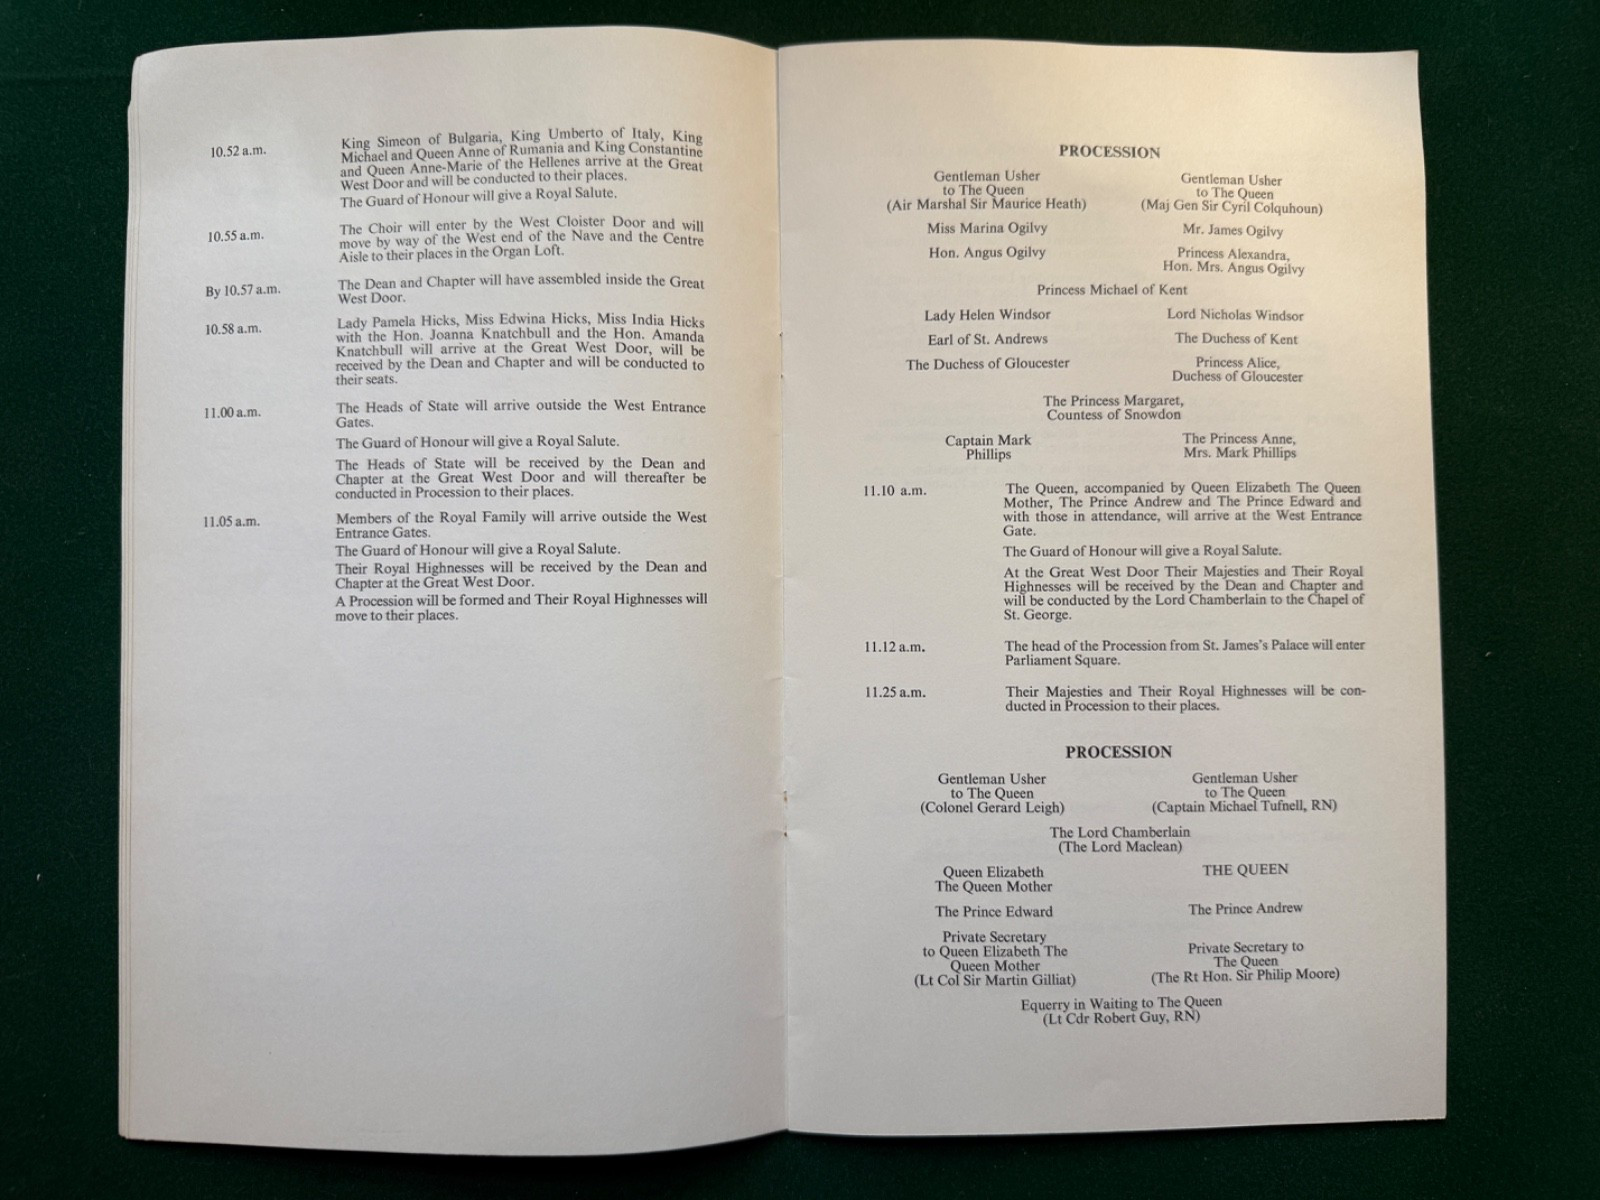 10.52 a.m.
King Simeon of Bulgaria, King Umberto of Italy, King
Michael and Queen Anne of Rumania and King Constantine
and Queen Anne-Marie of the Hellenes arrive at the Great
West Door and will be conducted to their places.
The Guard of Honour will give a Royal Salute.
10.55 a.m.
The Choir will enter by the West Cloister Door and will
move by way of the West end of the Nave and the Centre
Aisle to their places in the Organ Loft.
By 10.57 a.m.
The Dean and Chapter will have assembled inside the Great
West Door.
10.58 a.m.
Lady Pamela Hicks, Miss Edwina Hicks, Miss India Hicks
with the Hon. Joanna Knatchbull and the Hon. Amanda
Knatchbull will arrive at the Great West Door, will be
received by the Dean and Chapter and will be conducted to
their seats.
11.00 a.m.
The Heads of State will arrive outside the West Entrance
Gates.
The Guard of Honour will give a Royal Salute.
The Heads of State will be received by the Dean and
Chapter at the Great West Door and will thereafter be
conducted in Procession to their places.
11.05 a.m.
Members of the Royal Family will arrive outside the West
Entrance Gates.
The Guard of Honour will give a Royal Salute.
Their Royal Highnesses will be received by the Dean and
Chapter at the Great West Door.
A Procession will be formed and Their Royal Highnesses will
move to their places.
PROCESSION
Gentleman Usher
to The Queen
(Air Marshal Sir Maurice Heath)
Gentleman Usher
to The Queen
(Maj Gen Sir Cyril Colquhoun)
Miss Marina Ogilvy
Mr. James Ogilvy
Hon. Angus Ogilvy
Princess Alexandra,
Hon. Mrs. Angus Ogilvy
Princess Michael of Kent
Lady Helen Windsor
Lord Nicholas Windsor
Earl of St. Andrews
The Duchess of Kent
The Duchess of Gloucester
Princess Alice,
Duchess of Gloucester
The Princess Margaret,
Countess of Snowdon
Captain Mark
Phillips
The Princess Anne,
Mrs. Mark Phillips
11.10 a.m.
The Queen, accompanied by Queen Elizabeth The Queen
Mother, The Prince Andrew and The Prince Edward and
with those in attendance, will arrive at the West Entrance
Gate.
The Guard of Honour will give a Royal Salute.
At the Great West Door Their Majesties and Their Royal
Highnesses will be received by the Dean and Chapter and
will be conducted by the Lord Chamberlain to the Chapel of
St. George.
11.12 a.m.
The head of the Procession from St. James's Palace will enter
Parliament Square.
11.25 a.m.
Their Majesties and Their Royal Highnesses will be con-
ducted in Procession to their places.
PROCESSION
Gentleman Usher
to The Queen
(Colonel Gerard Leigh)
Gentleman Usher
to The Queen
(Captain Michael Tufnell, RN)
The Lord Chamberlain
(The Lord Maclean)
Queen Elizabeth
The Queen Mother
THE QUEEN
The Prince Edward
The Prince Andrew
Private Secretary
to Queen Elizabeth The
Queen Mother
(Lt Col Sir Martin Gilliat)
Private Secretary to
The Queen
(The Rt Hon. Sir Philip Moore)
Equerry in Waiting to The Queen
(Lt Cdr Robert Guy, RN)